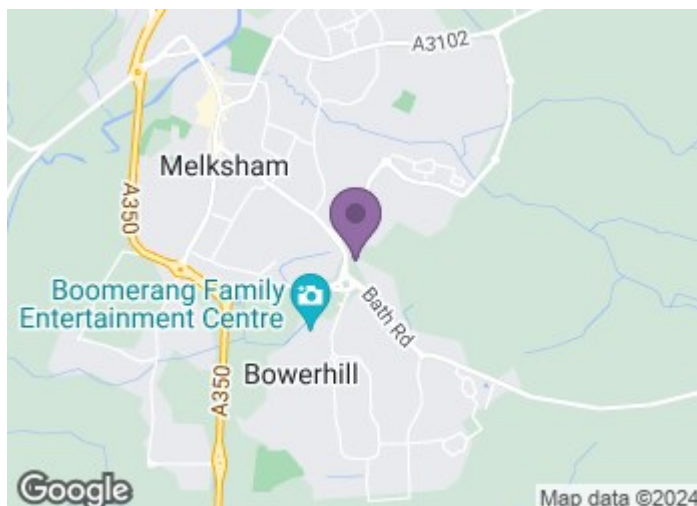 A3102
Melksham
A350
Boomerang Family
Entertainment Centre
Bath Rd
Bowerhill
A350
Google
Map data ©2024